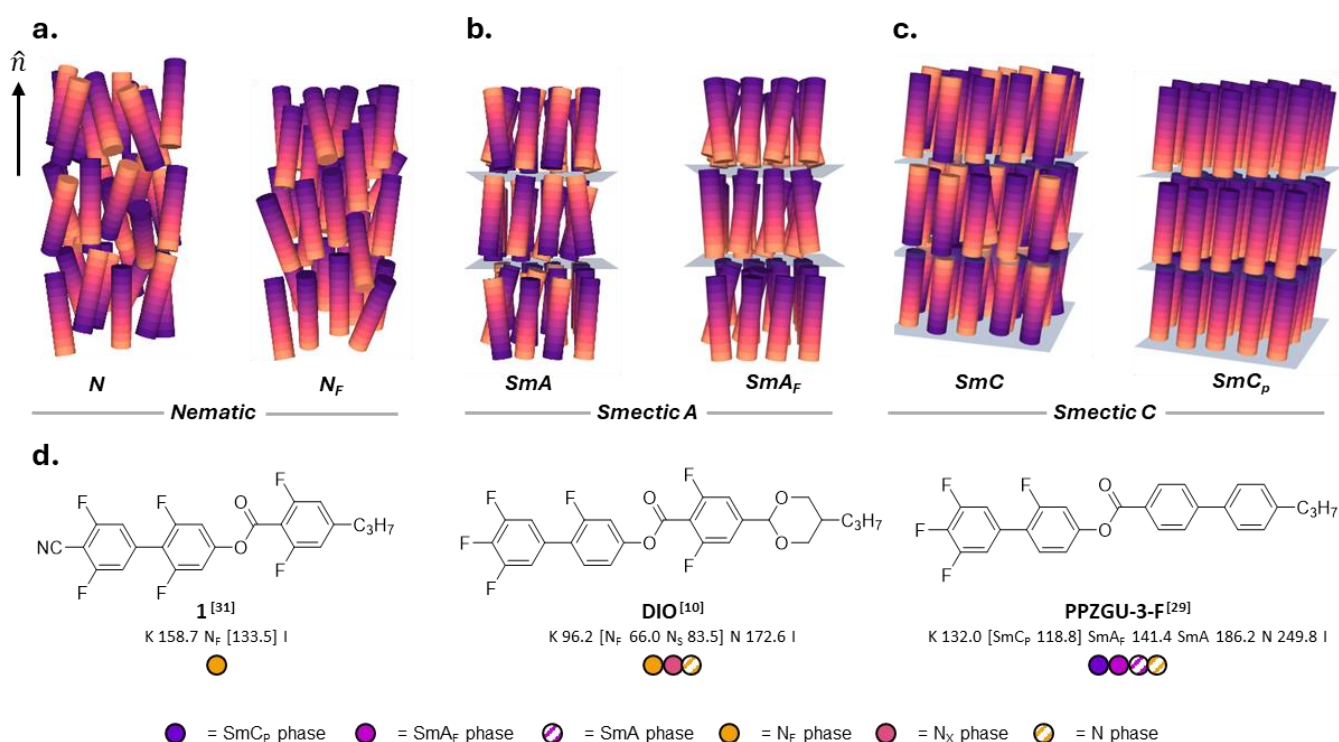 a.
b.
c.
n̂
N
N_F
SmA
SmA_F
SmC
SmC_p
Nematic
Smectic A
Smectic C
d.
F
F
F
F
F
F
NC
O
O
C₃H₇
1 [31]
K 158.7 N_F [133.5] I
F
F
F
F
F
F
O
O
O
O
C₃H₇
DIO [10]
K 96.2 [N_F 66.0 N_S 83.5] N 172.6 I
F
F
F
F
O
O
C₃H₇
PPZGU-3-F [29]
K 132.0 [SmC_P 118.8] SmA_F 141.4 SmA 186.2 N 249.8 I
= SmC_P phase
= SmA_F phase
= SmA phase
= N_F phase
= N_X phase
= N phase